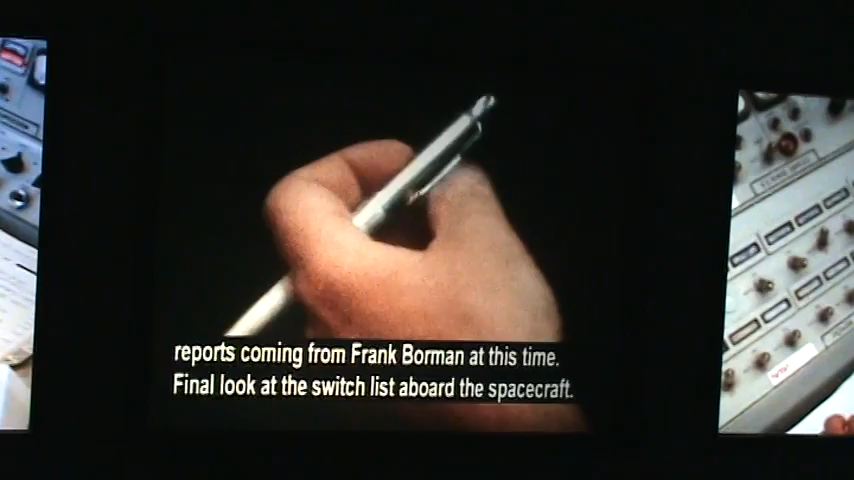 reports coming from Frank Borman at this time.
Final look at the switch list aboard the spacecraft.